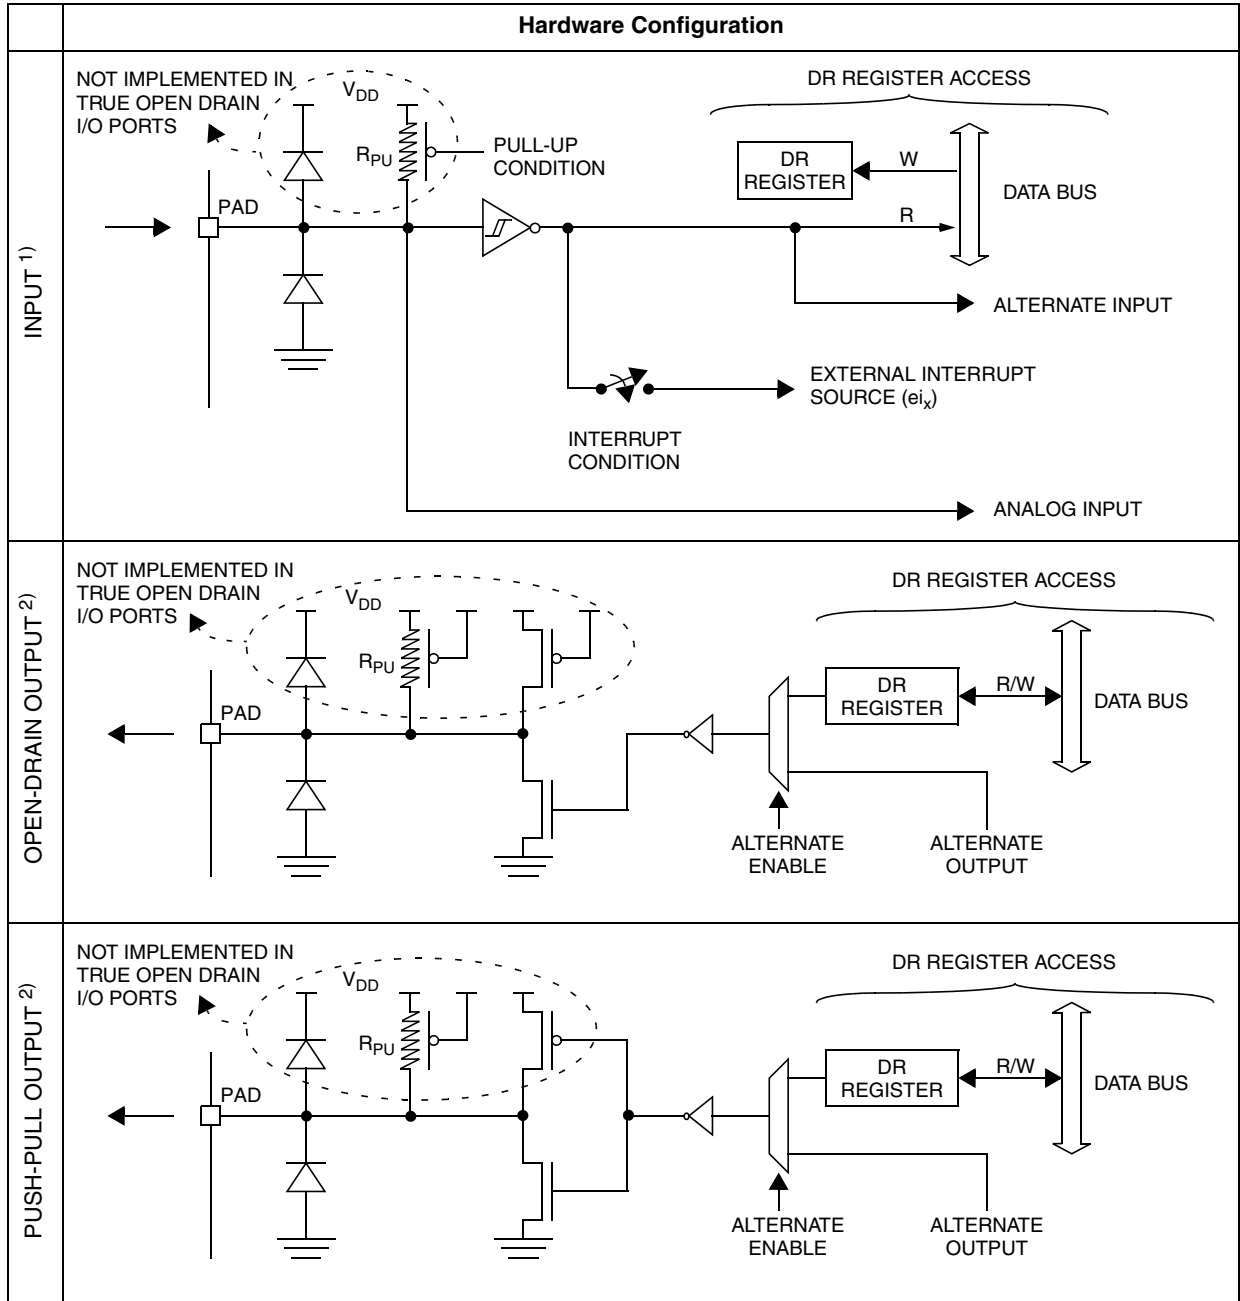 Hardware Configuration
INPUT 1)
NOT IMPLEMENTED IN
TRUE OPEN DRAIN
I/O PORTS
VDD
RPU
PULL-UP
CONDITION
PAD
DR REGISTER ACCESS
DR
REGISTER
W
R
DATA BUS
ALTERNATE INPUT
EXTERNAL INTERRUPT
SOURCE (eix)
INTERRUPT
CONDITION
ANALOG INPUT
OPEN-DRAIN OUTPUT 2)
NOT IMPLEMENTED IN
TRUE OPEN DRAIN
I/O PORTS
VDD
RPU
PAD
DR REGISTER ACCESS
DR
REGISTER
R/W
DATA BUS
ALTERNATE
ENABLE
ALTERNATE
OUTPUT
PUSH-PULL OUTPUT 2)
NOT IMPLEMENTED IN
TRUE OPEN DRAIN
I/O PORTS
VDD
RPU
PAD
DR REGISTER ACCESS
DR
REGISTER
R/W
DATA BUS
ALTERNATE
ENABLE
ALTERNATE
OUTPUT